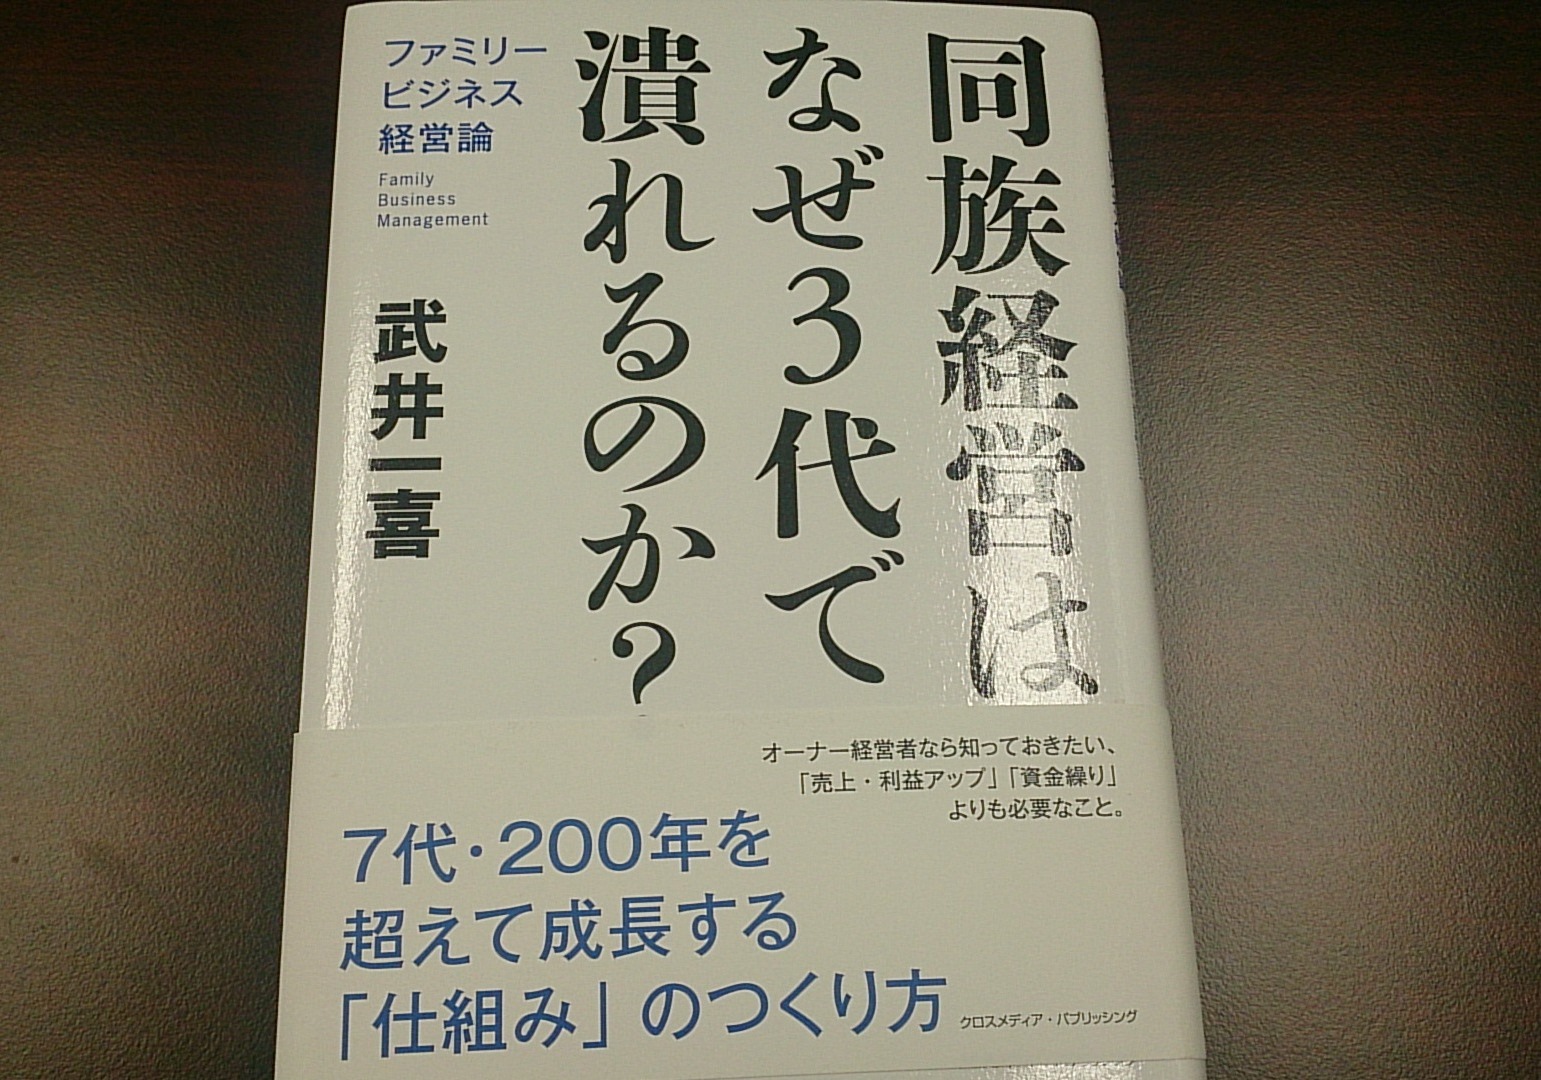 同族経営は
なぜ3代で
潰れるのか?
ファミリー
ビジネス
経営論
Family
Business
Management
武井一喜
オーナー経営者なら知っておきたい、
「売上・利益アップ」「資金繰り」
よりも必要なこと。
7代・200年を
超えて成長する
「仕組み」のつくり方
クロスメディア・パブリッシング